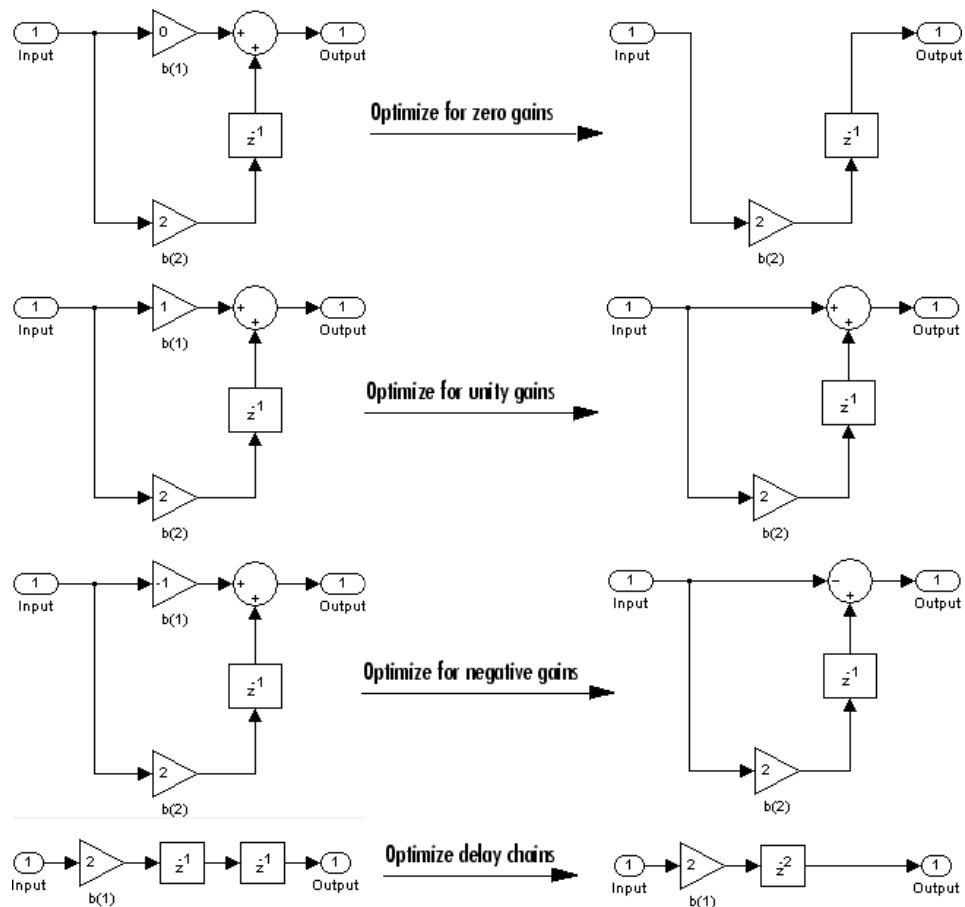 1 0 + + 1 1 1
Input b(1) Output Input Output
Optimize for zero gains
z-1 z-1
2 2
b(2) b(2)
1 1 + + 1 1 + + 1
Input b(1) Output Input Output
Optimize for unity gains
z-1 z-1
2 2
b(2) b(2)
1 -1 + + 1 1 − + 1
Input b(1) Output Input Output
Optimize for negative gains
z-1 z-1
2 2
b(2) b(2)
Optimize delay chains
1 2 z-1 z-1 1 1 2 z-2 1
Input b(1) Output Input b(1) Output